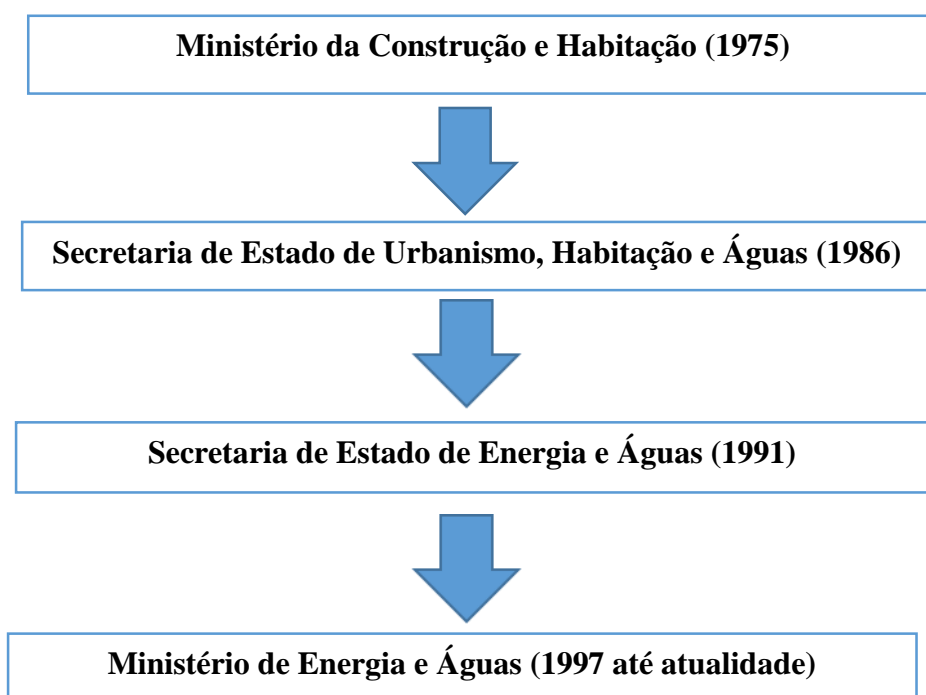 Ministério da Construção e Habitação (1975)
Secretaria de Estado de Urbanismo, Habitação e Águas (1986)
Secretaria de Estado de Energia e Águas (1991)
Ministério de Energia e Águas (1997 até atualidade)